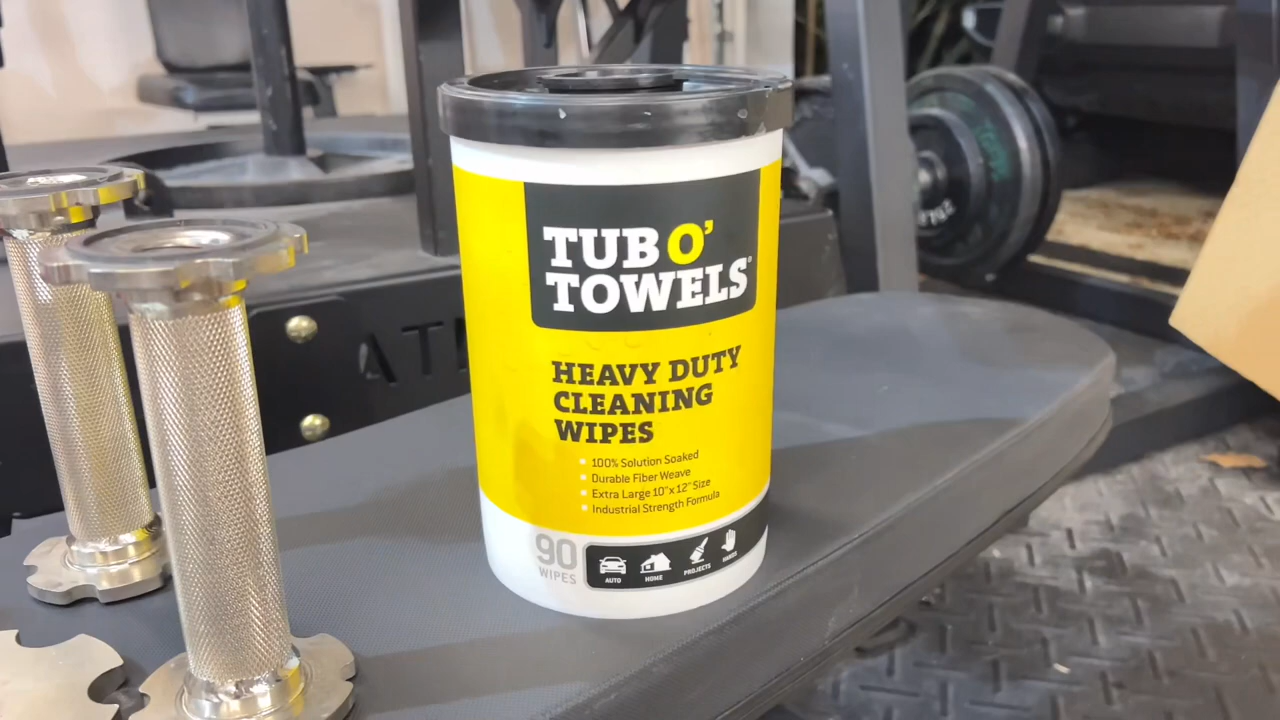 TUB O'
TOWELS®
HEAVY DUTY
CLEANING
WIPES
100% Solution Soaked
Durable Fiber Weave
Extra Large 10"x 12" Size
Industrial Strength Formula
90
WIPES
AUTO
HOME
PROJECTS
HANDS